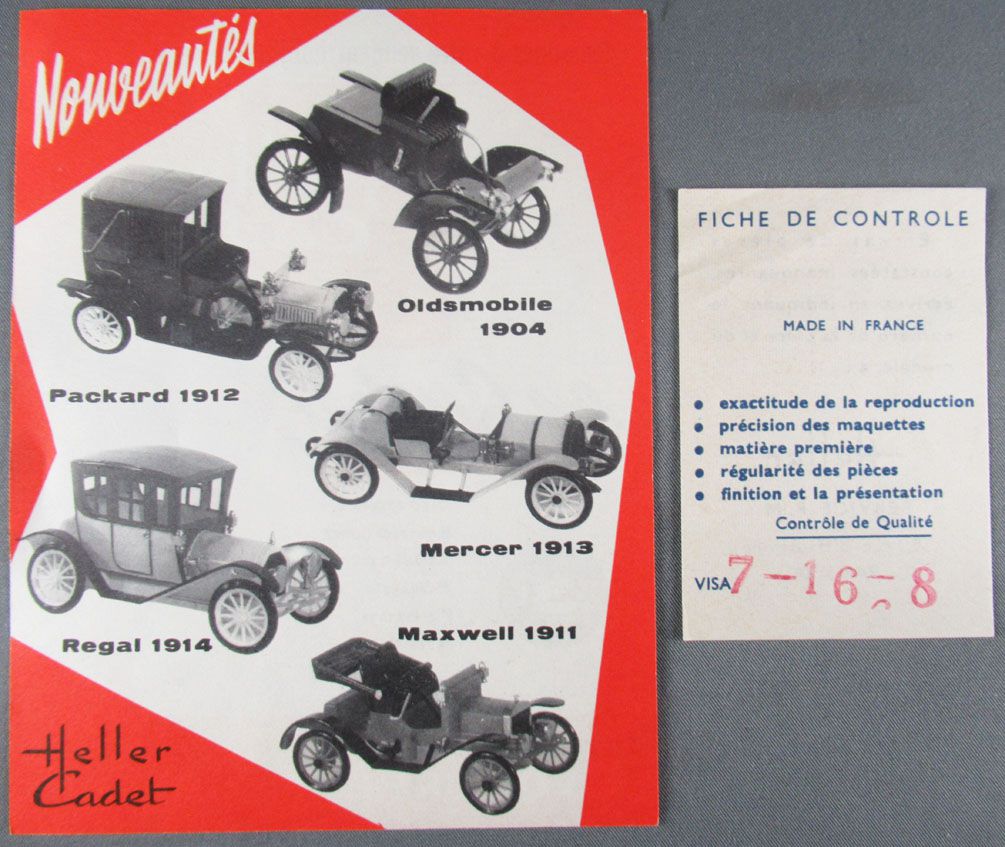 Nouveautés
Oldsmobile
1904
Packard 1912
Mercer 1913
Regal 1914
Maxwell 1911
Heller
Cadet
FICHE DE CONTROLE
MADE IN FRANCE
• exactitude de la reproduction
• précision des maquettes
• matière première
• régularité des pièces
• finition et la présentation
Contrôle de Qualité
VISA 7-16-8